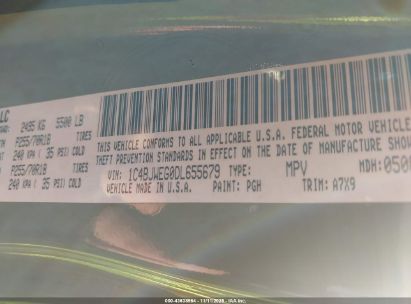 LLC
2495 KG 5500 LB
TIRES
P255/70R18
240 KPA ( 35 PSI) COLD
TIRES
P255/70R18
240 KPA ( 35 PSI) COLD
THIS VEHICLE CONFORMS TO ALL APPLICABLE U.S.A. FEDERAL MOTOR VEHICLE
THEFT PREVENTION STANDARDS IN EFFECT ON THE DATE OF MANUFACTURE SHOW
VIN: 1C4BJWEG0DL655679 TYPE: MPV MDH:050
VEHICLE MADE IN U.S.A. PAINT: PGH TRIM: A7X9